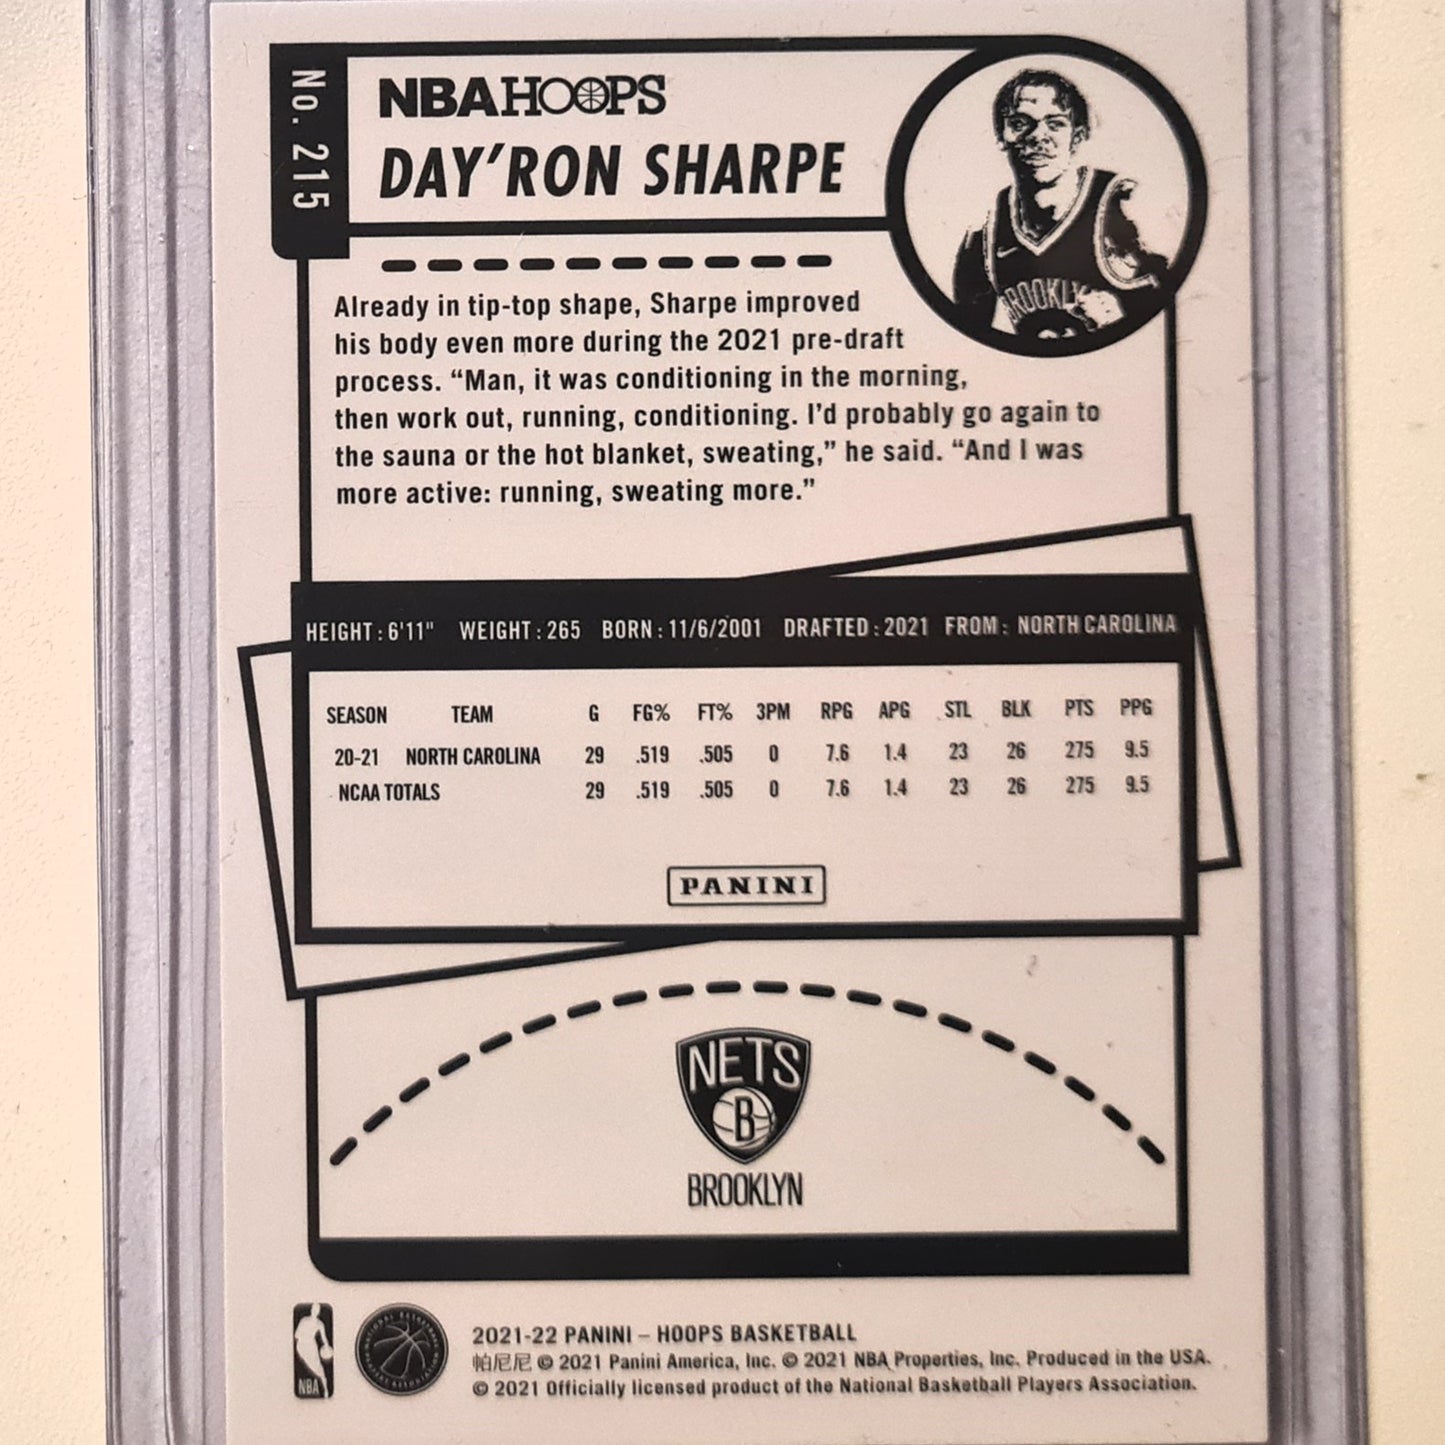 No. 215
NBA HOOPS
DAY'RON SHARPE
BROOKLYN
Already in tip-top shape, Sharpe improved
his body even more during the 2021 pre-draft
process. “Man, it was conditioning in the morning,
then work out, running, conditioning. I’d probably go again to
the sauna or the hot blanket, sweating,” he said. “And I was
more active: running, sweating more.”
HEIGHT: 6'11" WEIGHT: 265 BORN: 11/6/2001 DRAFTED: 2021 FROM: NORTH CAROLINA
SEASON TEAM G FG% FT% 3PM RPG APG STL BLK PTS PPG
20-21 NORTH CAROLINA 29 .519 .505 0 7.6 1.4 23 26 275 9.5
NCAA TOTALS 29 .519 .505 0 7.6 1.4 23 26 275 9.5
PANINI
NETS
B
BROOKLYN
NBA
2021-22 PANINI – HOOPS BASKETBALL
帕尼尼 © 2021 Panini America, Inc. © 2021 NBA Properties, Inc. Produced in the USA.
© 2021 Officially licensed product of the National Basketball Players Association.